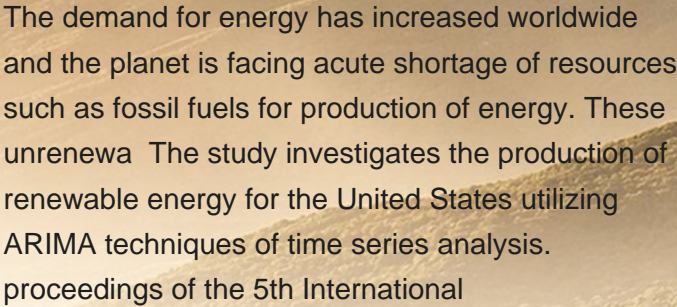 The demand for energy has increased worldwide
and the planet is facing acute shortage of resources
such as fossil fuels for production of energy. These
unrenewa The study investigates the production of
renewable energy for the United States utilizing
ARIMA techniques of time series analysis.
proceedings of the 5th International